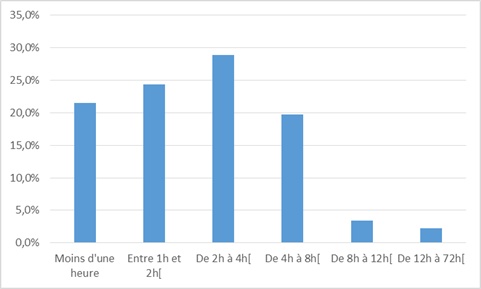 35,0%
30,0%
25,0%
20,0%
15,0%
10,0%
5,0%
0,0%
Moins d'une heure
Entre 1h et 2h[
De 2h à 4h[
De 4h à 8h[
De 8h à 12h[
De 12h à 72h[